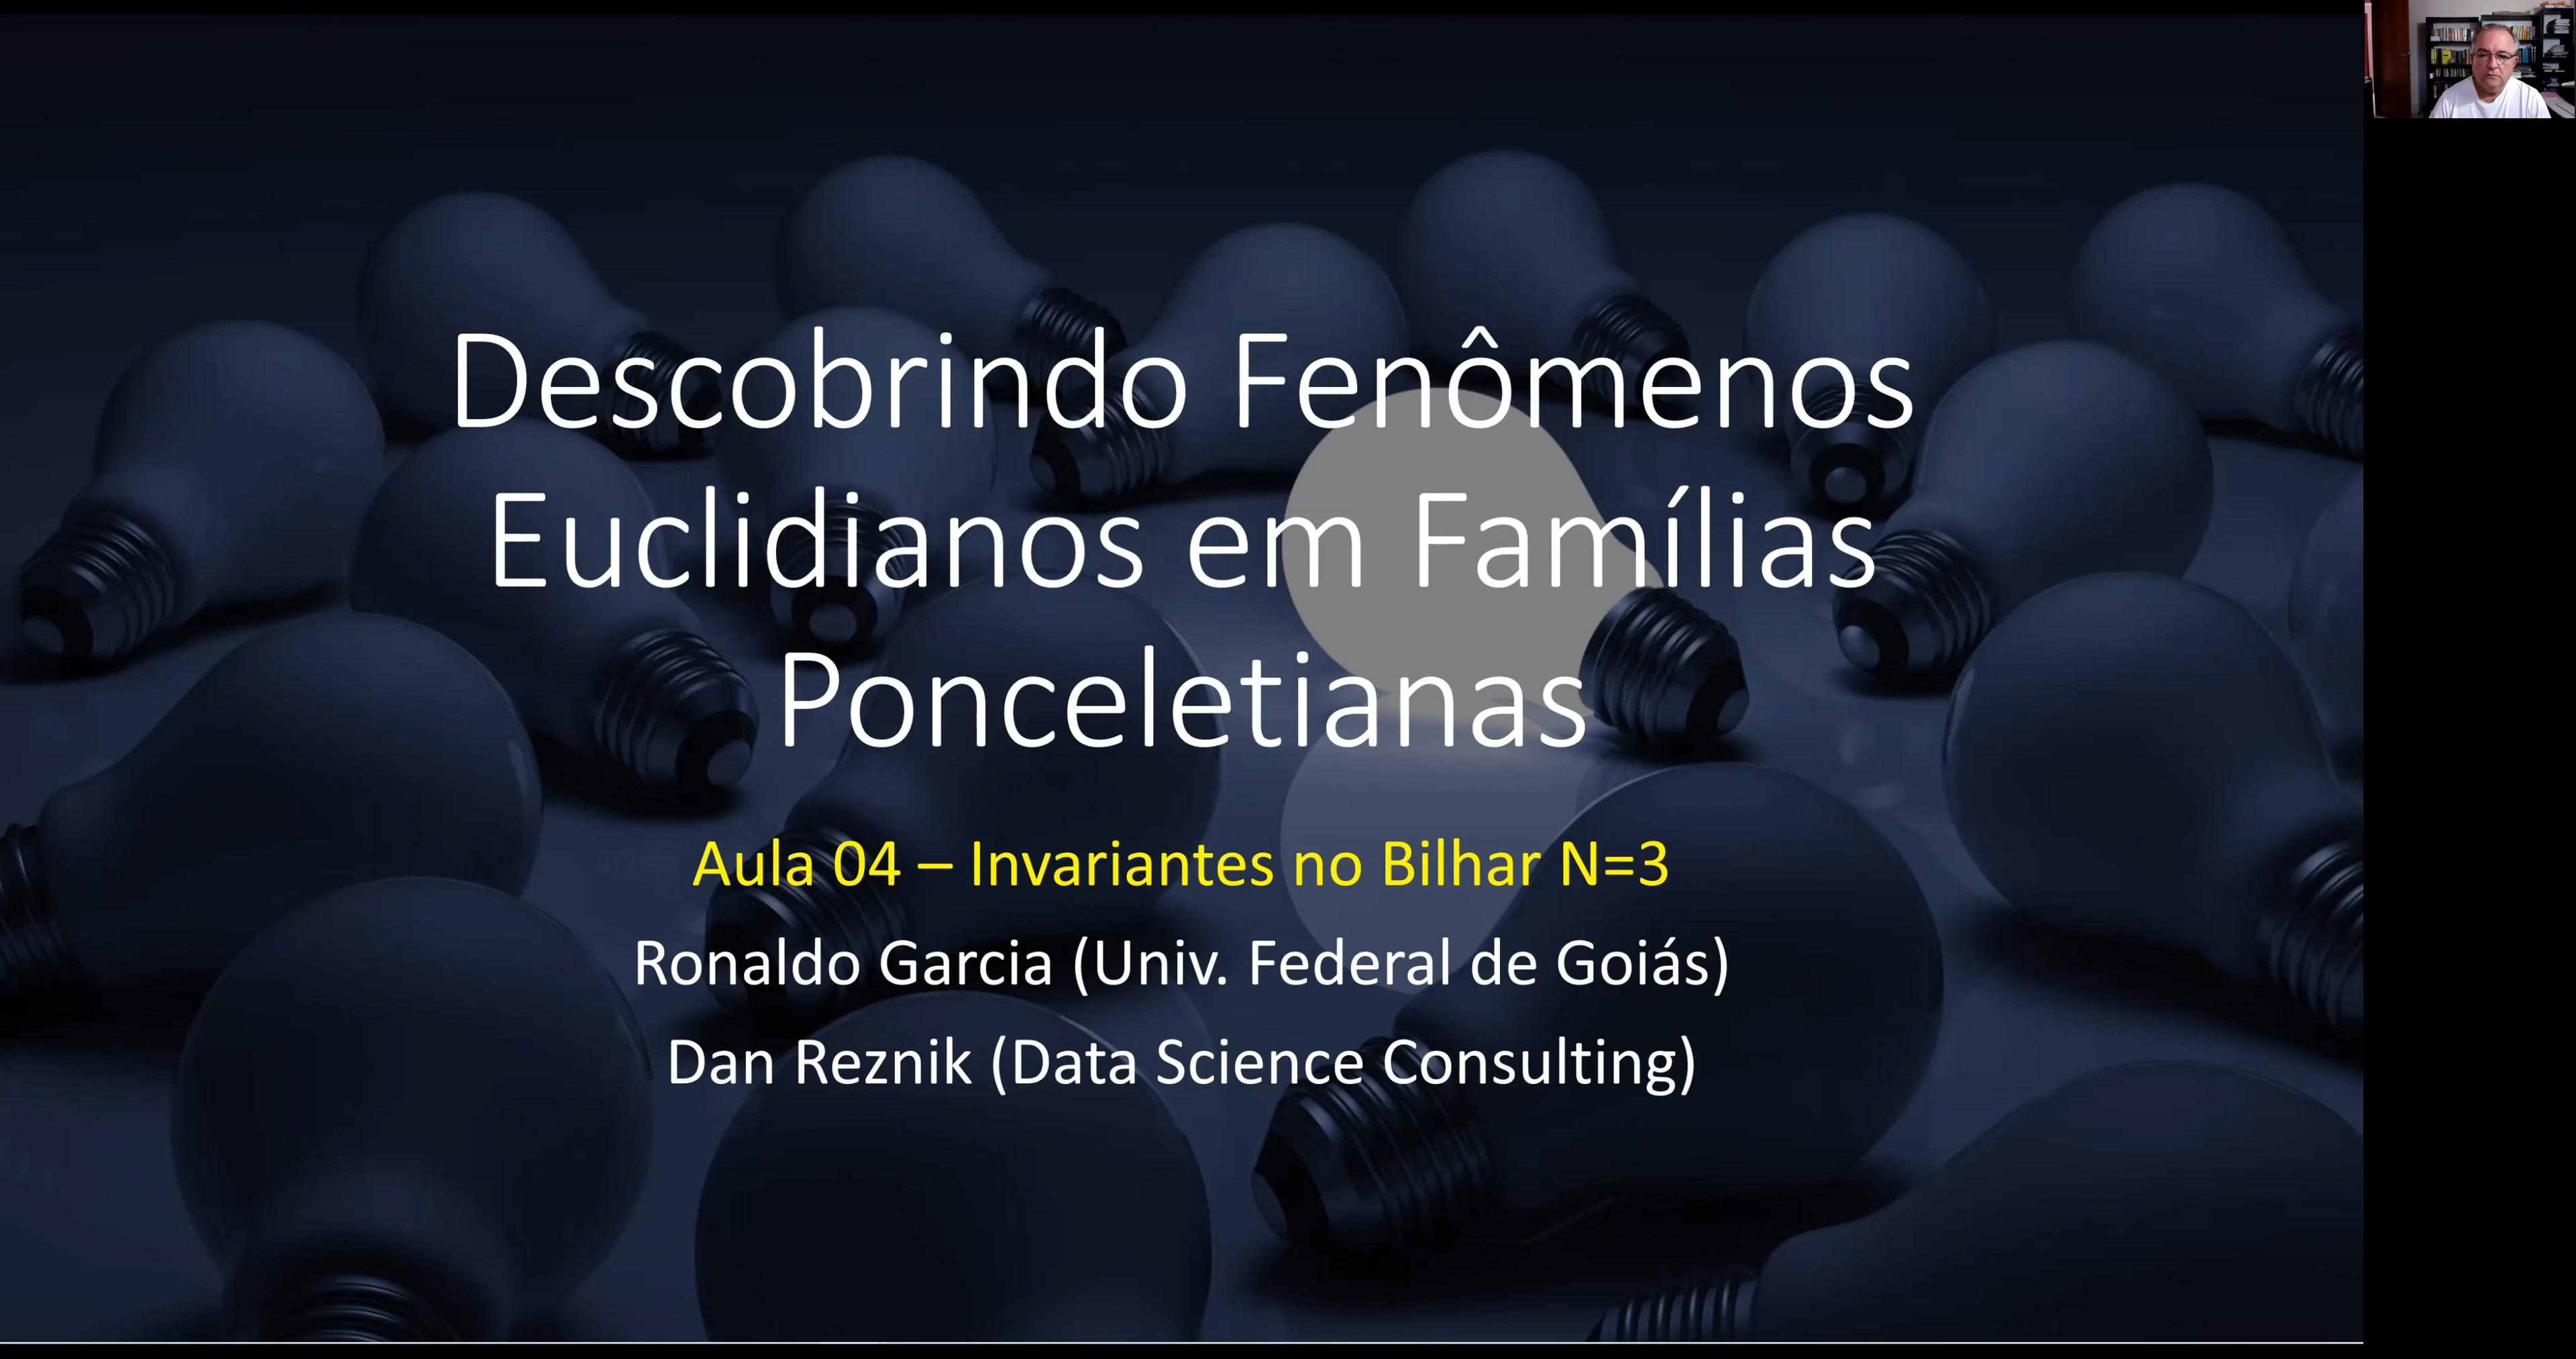 Descobrindo Fenômenos
Euclidianos em Famílias
Ponceletianas
Aula 04 – Invariantes no Bilhar N=3
Ronaldo Garcia (Univ. Federal de Goiás)
Dan Reznik (Data Science Consulting)